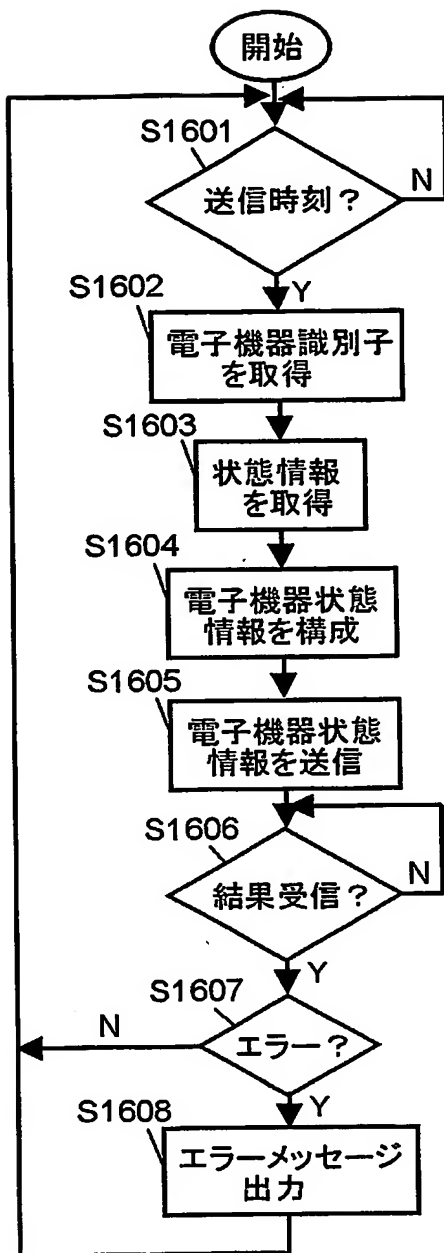 開始
S1601
送信時刻？
N
Y
S1602
電子機器識別子
を取得
S1603
状態情報
を取得
S1604
電子機器状態
情報を構成
S1605
電子機器状態
情報を送信
S1606
結果受信？
N
Y
S1607
N
エラー？
Y
S1608
エラーメッセージ
出力